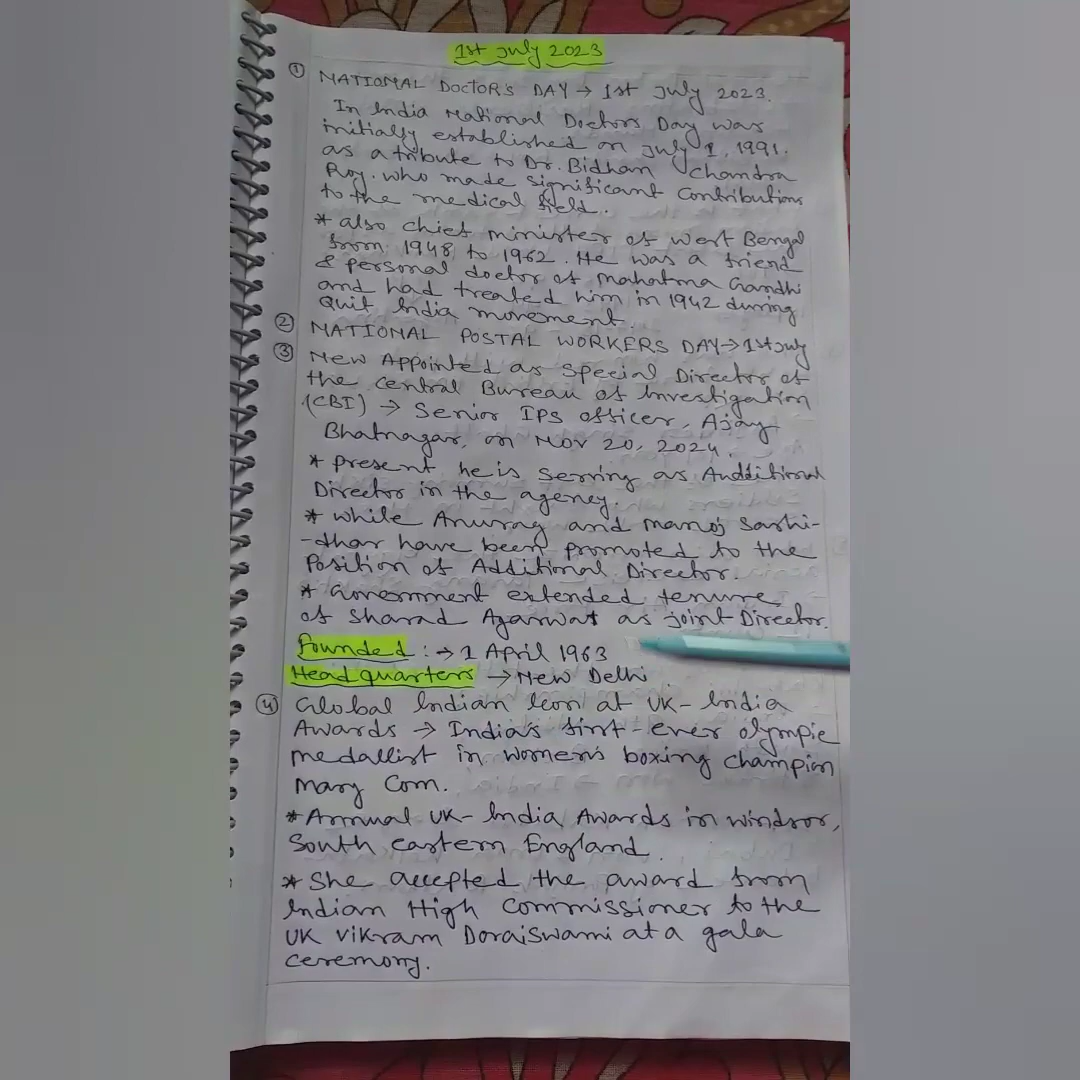 1st July 2023
① NATIONAL DOCTOR'S DAY → 1st July 2023.
In India National Doctors Day was
initially established on July 1, 1991.
as a tribute to Dr. Bidhan Chandra
Roy. who made significant contributions
to the medical field.
* also chief minister of West Bengal
from 1948 to 1962. He was a friend
& personal doctor of Mahatma Gandhi
and had treated him in 1942 during
Quit India movement.
② NATIONAL POSTAL WORKERS DAY → 1st July
③ New Appointed as Special Director of
the central Bureau of Investigation
(CBI) → Senior IPS officer, Ajay
Bhatnagar, on Nov 20, 2024.
* present he is serving as Audditional
Director in the agency.
* while Anurag and Manoj Sashi-
-dhar have been promoted to the
Position of Additional Director.
* Government extended tenure
of Sharad Agarwal as joint Director.
Founded :→ 1 April 1963
Headquarters → New Delhi
④ Global Indian Icon at UK-India
Awards → India's first-ever olympic
medallist in women's boxing champion
Mary Com.
* Annual UK-India Awards in windsor,
South eastern England.
* She accepted the award from
Indian High Commissioner to the
UK Vikram Doraiswami at a gala
ceremony.